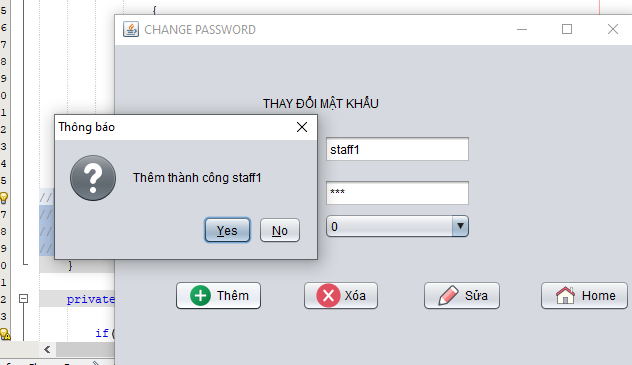 CHANGE PASSWORD
THAY ĐỔI MẬT KHẨU
Thông báo
Thêm thành công staff1
Yes
No
staff1
***
0
Thêm
Xóa
Sửa
Home
{
//
//
//
//
}
private
if(